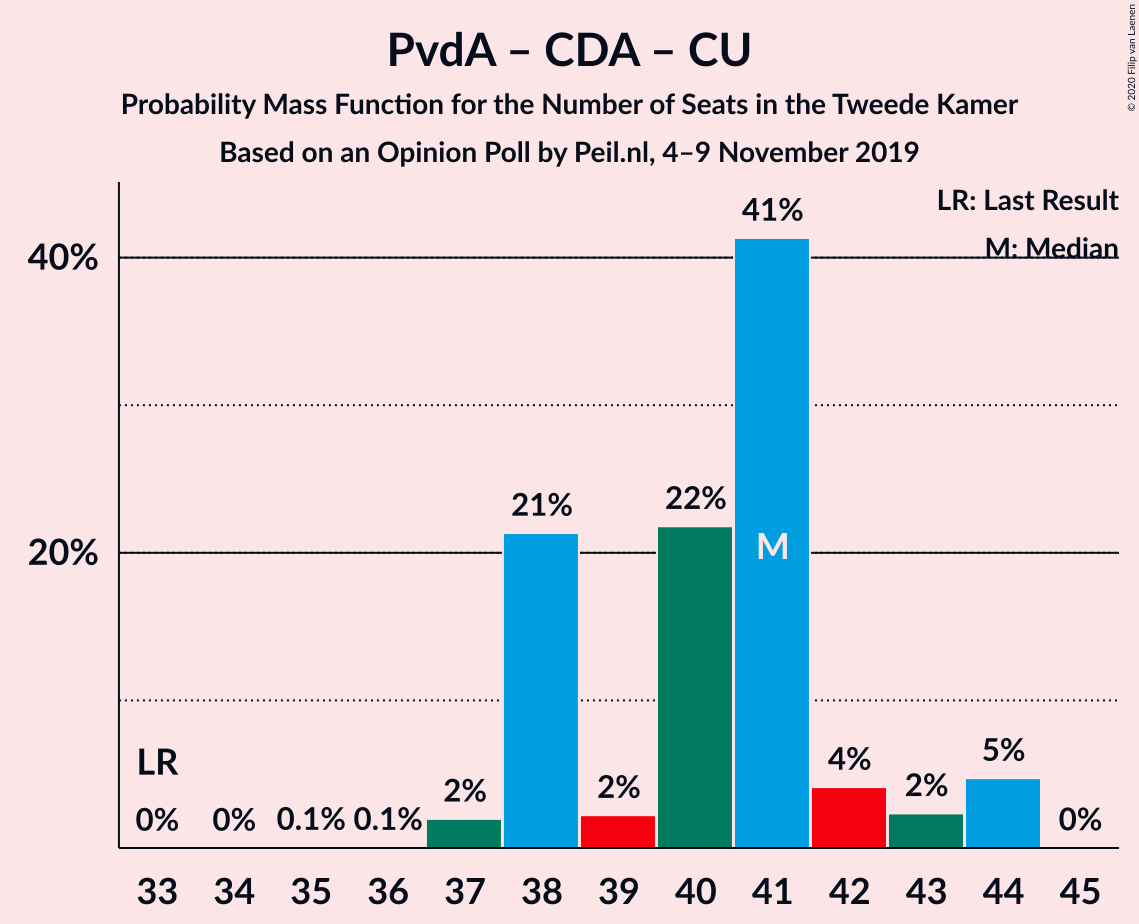 PvdA – CDA – CU
Probability Mass Function for the Number of Seats in the Tweede Kamer
Based on an Opinion Poll by Peil.nl, 4–9 November 2019
© 2020 Filip van Laenen
LR: Last Result
M: Median
40%
20%
41%
21%
22%
M
LR
0% 0% 0.1% 0.1% 2% 2% 4% 2% 5% 0%
33 34 35 36 37 38 39 40 41 42 43 44 45